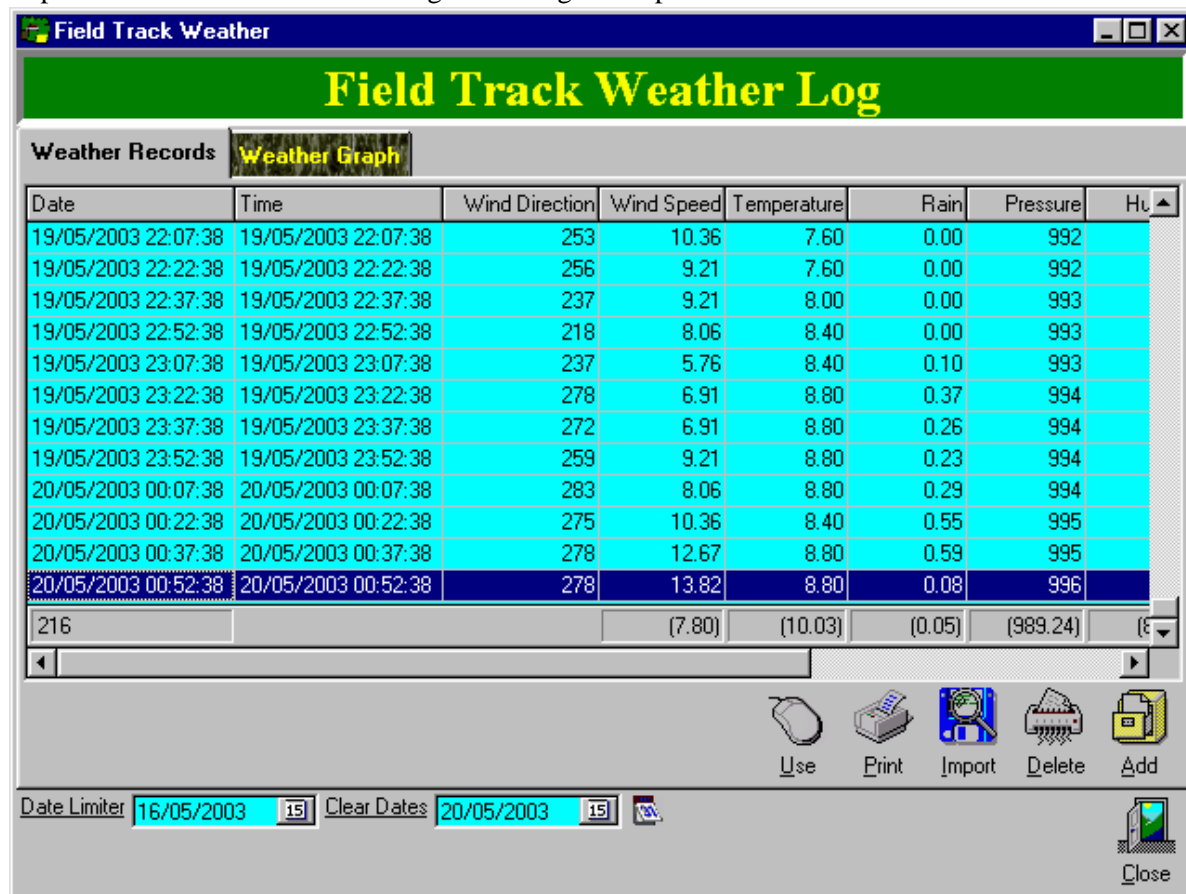 Field Track Weather
Field Track Weather Log
Weather Records Weather Graph
Date Time Wind Direction Wind Speed Temperature Rain Pressure
19/05/2003 22:07:38 19/05/2003 22:07:38 253 10.36 7.60 0.00 992
19/05/2003 22:22:38 19/05/2003 22:22:38 256 9.21 7.60 0.00 992
19/05/2003 22:37:38 19/05/2003 22:37:38 237 9.21 8.00 0.00 993
19/05/2003 22:52:38 19/05/2003 22:52:38 218 8.06 8.40 0.00 993
19/05/2003 23:07:38 19/05/2003 23:07:38 237 5.76 8.40 0.10 993
19/05/2003 23:22:38 19/05/2003 23:22:38 278 6.91 8.80 0.37 994
19/05/2003 23:37:38 19/05/2003 23:37:38 272 6.91 8.80 0.26 994
19/05/2003 23:52:38 19/05/2003 23:52:38 259 9.21 8.80 0.23 994
20/05/2003 00:07:38 20/05/2003 00:07:38 283 8.06 8.80 0.29 994
20/05/2003 00:22:38 20/05/2003 00:22:38 275 10.36 8.40 0.55 995
20/05/2003 00:37:38 20/05/2003 00:37:38 278 12.67 8.80 0.59 995
20/05/2003 00:52:38 20/05/2003 00:52:38 278 13.82 8.80 0.08 996
216 (7.80) (10.03) (0.05) (989.24)
Use Print Import Delete Add
Date Limiter 16/05/2003 15 Clear Dates 20/05/2003 15
Close